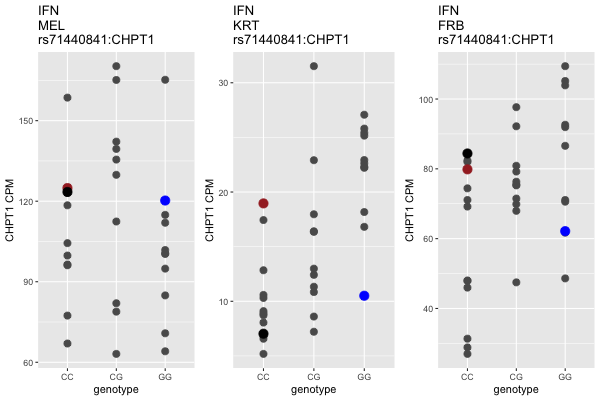 IFN
MEL
rs71440841:CHPT1
150
120
90
60
CHPT1 CPM
CC
CG
GG
genotype
IFN
KRT
rs71440841:CHPT1
30
20
10
CHPT1 CPM
CC
CG
GG
genotype
IFN
FRB
rs71440841:CHPT1
100
80
60
40
CHPT1 CPM
CC
CG
GG
genotype